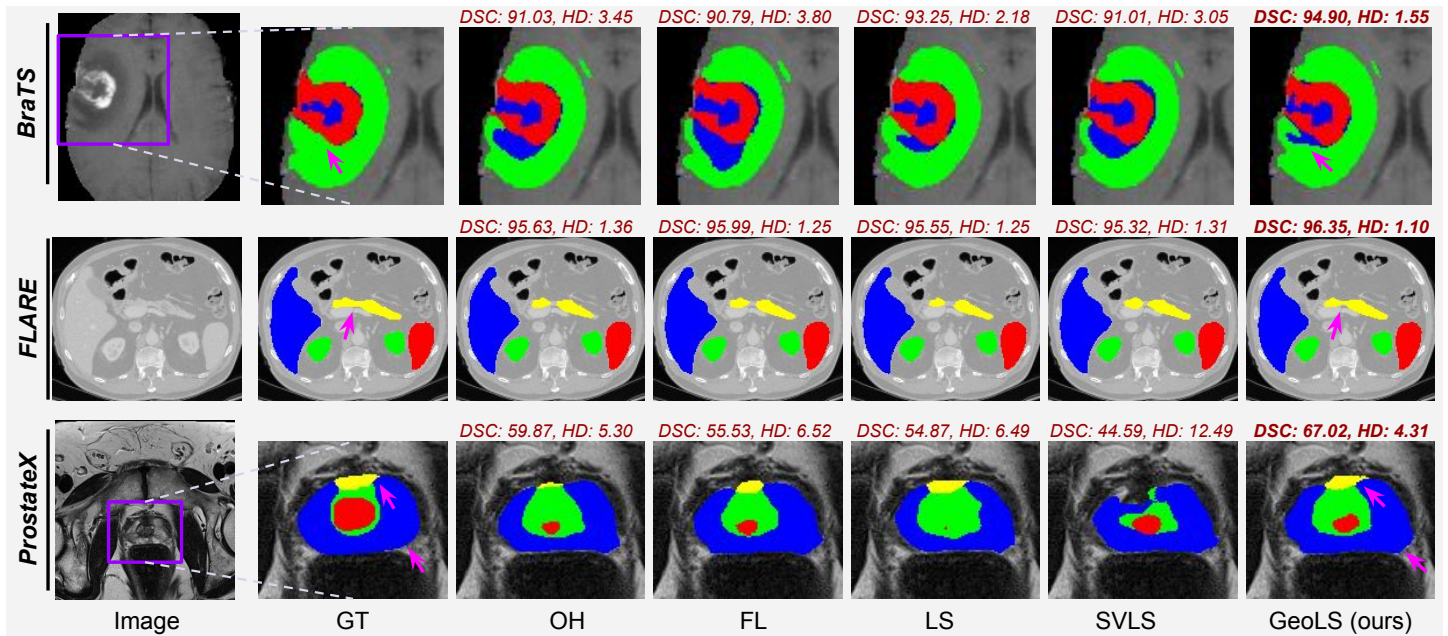 DSC: 91.03, HD: 3.45 DSC: 90.79, HD: 3.80 DSC: 93.25, HD: 2.18 DSC: 91.01, HD: 3.05 DSC: 94.90, HD: 1.55
BraTS
DSC: 95.63, HD: 1.36 DSC: 95.99, HD: 1.25 DSC: 95.55, HD: 1.25 DSC: 95.32, HD: 1.31 DSC: 96.35, HD: 1.10
FLARE
DSC: 59.87, HD: 5.30 DSC: 55.53, HD: 6.52 DSC: 54.87, HD: 6.49 DSC: 44.59, HD: 12.49 DSC: 67.02, HD: 4.31
ProstateX
Image GT OH FL LS SVLS GeoLS (ours)